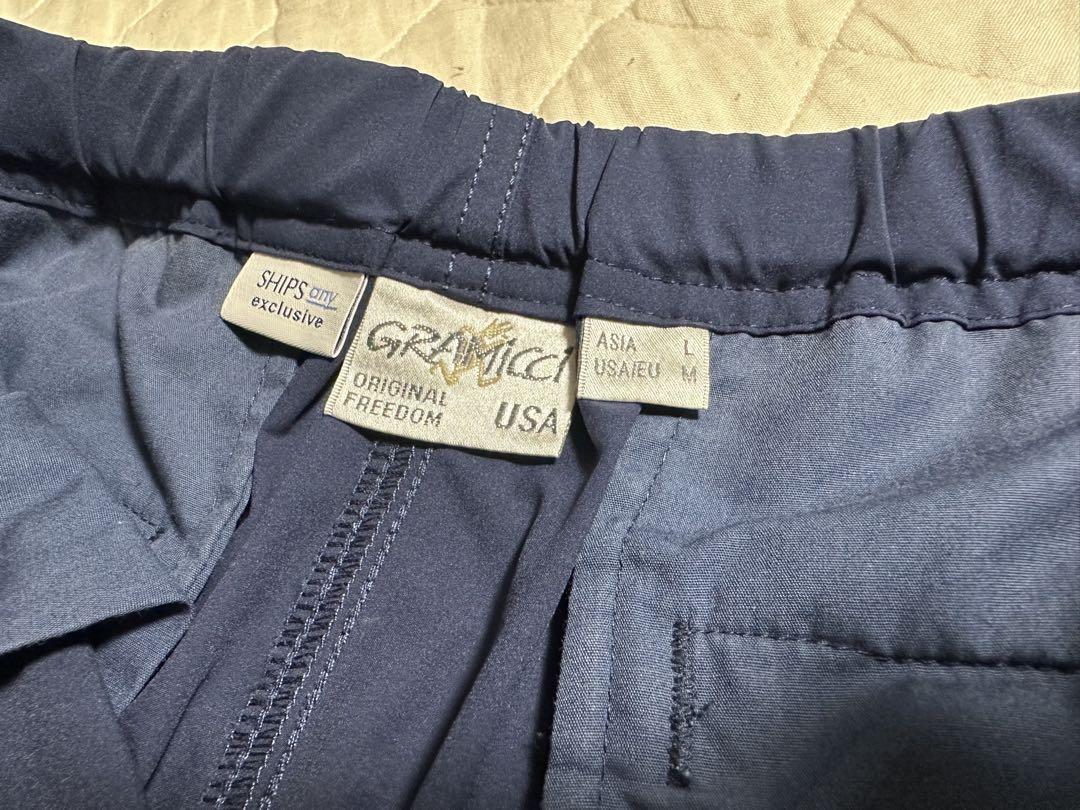 SHIPS any
exclusive
GRAMICCI
ORIGINAL
FREEDOM
USA
ASIA L
USA/EU M